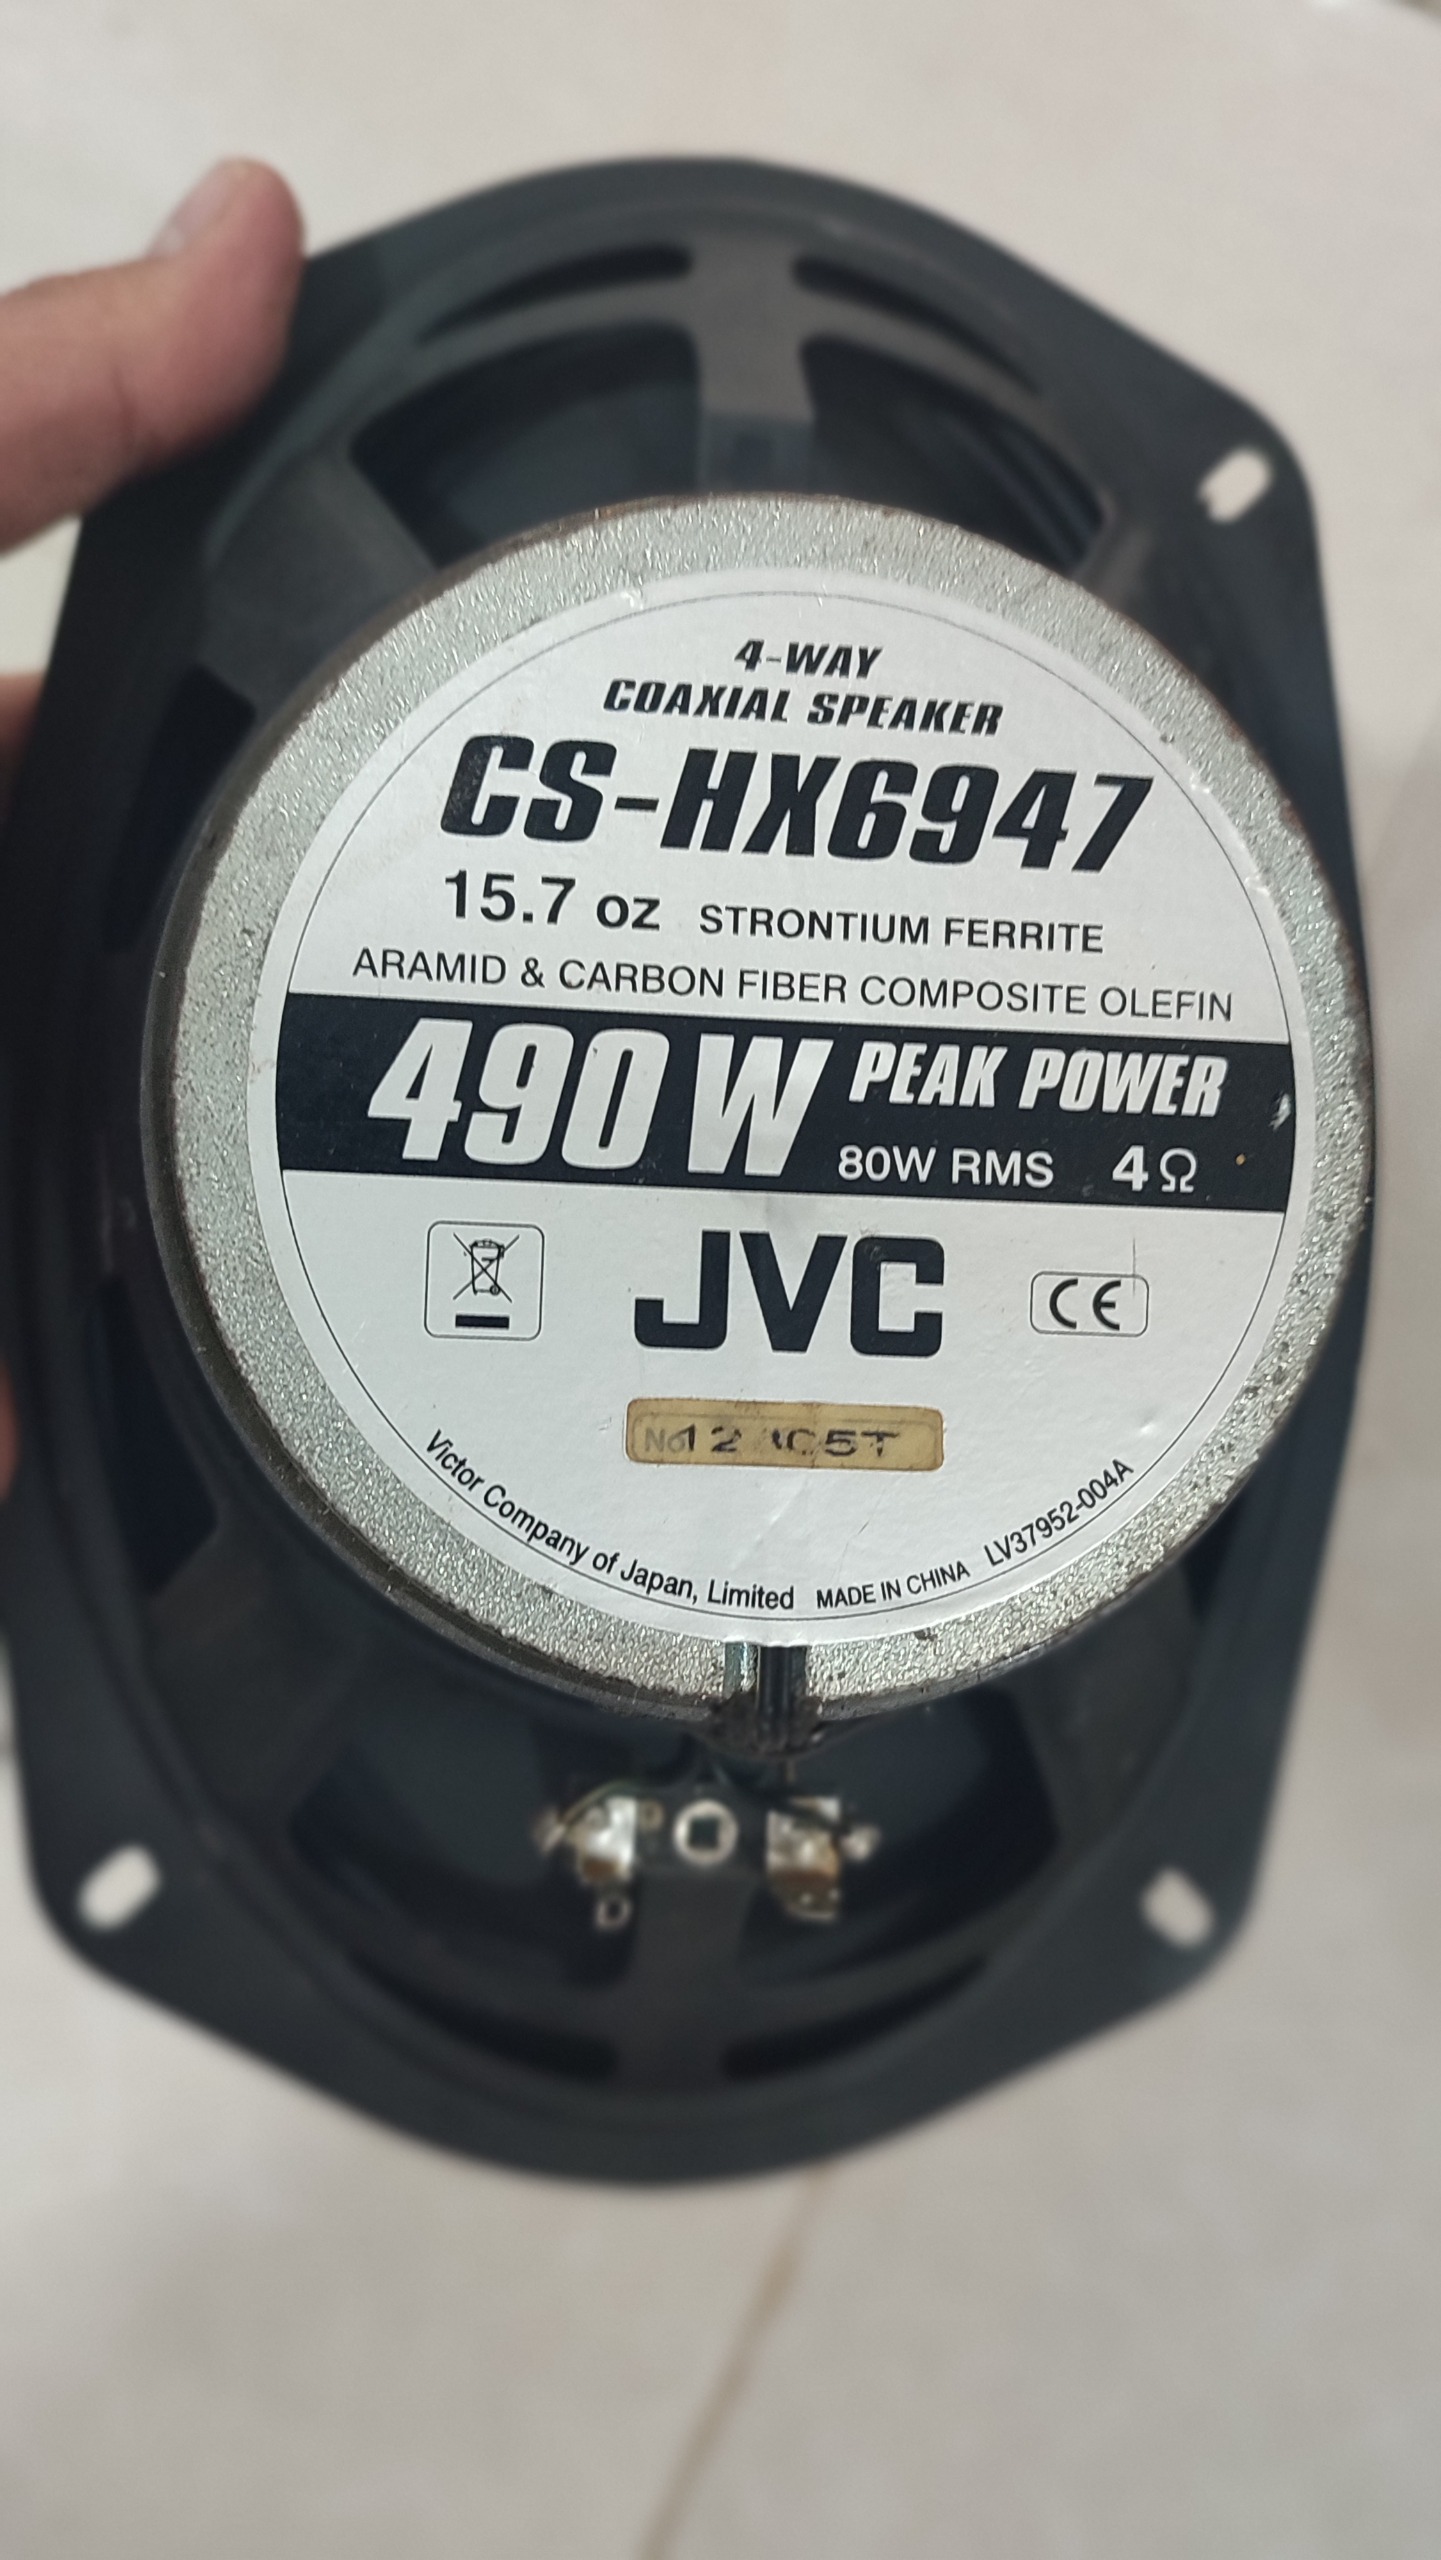 4-WAY
COAXIAL SPEAKER
CS-HX6947
15.7 oz STRONTIUM FERRITE
ARAMID & CARBON FIBER COMPOSITE OLEFIN
490 W PEAK POWER
80W RMS 4Ω
JVC
CE
No.
Victor Company of Japan, Limited MADE IN CHINA LV37952-004A